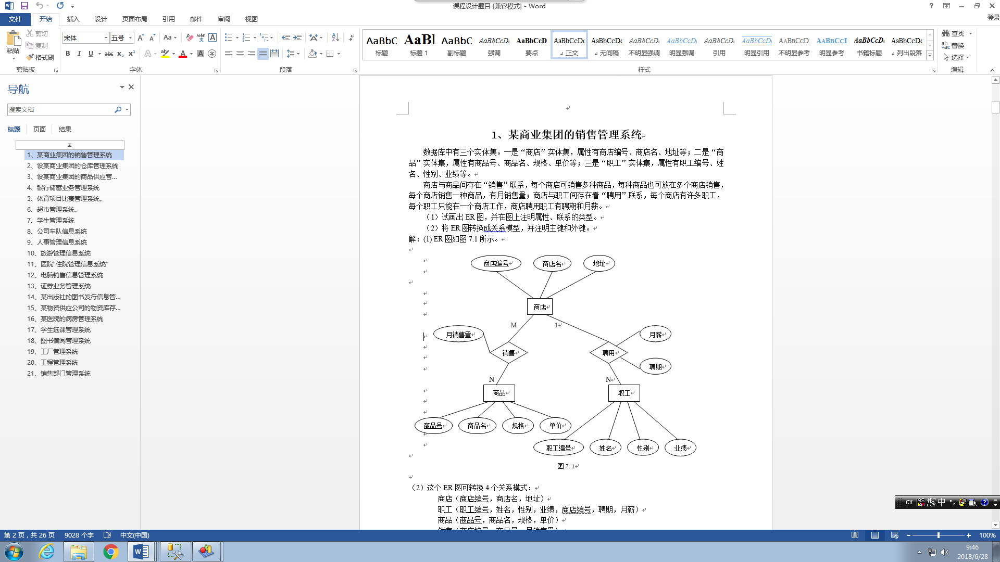 课程设计题目 [兼容模式] - Word
登录
文件 开始 插入 设计 页面布局 引用 邮件 审阅 视图
粘贴 剪切 复制 格式刷
宋体 五号
AaBbC AaBl AaBbC AaBbCcDa AaBbCcD AaBbCcDc AaBbCcDc AaBbCcDa AaBbCcDa AaBbCcDa AaBbCcDa AABBCCDI AABBCCI AaBbCcDa AaBbCcDc
标题 标题 1 副标题 强调 要点 正文 无间隔 不明显强调 明显强调 引用 明显引用 不明显参考 明显参考 书籍标题 列出段落
查找
替换
选择
剪贴板 字体 段落 样式 编辑
导航
搜索文档
标题 页面 结果
1、某商业集团的销售管理系统
2、设某商业集团的仓库管理系统
3、设某商业集团的商品供应管...
4、银行储蓄业务管理系统
5、体育项目比赛管理系统。
6、超市管理系统。
7、学生管理系统
8、公司车队信息系统
9、人事管理信息系统
10、旅游管理信息系统
11、医院“住院管理信息系统”
12、电脑销售信息管理系统
13、证券业务管理系统
14、某出版社的图书发行信息管...
15、某物资供应公司的物资库存...
16、某医院的病房管理系统
17、学生选课管理系统
18、图书借阅管理系统
19、工厂管理系统
20、工程管理系统
21、销售部门管理系统
1、某商业集团的销售管理系统
数据库中有三个实体集。一是“商店”实体集，属性有商店编号、商店名、地址等；二是“商
品”实体集，属性有商品号、商品名、规格、单价等；三是“职工”实体集，属性有职工编号、姓
名、性别、业绩等。
商店与商品间存在“销售”联系，每个商店可销售多种商品，每种商品也可放在多个商店销售，
每个商店销售一种商品，有月销售量；商店与职工间存在着“聘用”联系，每个商店有许多职工，
每个职工只能在一个商店工作，商店聘用职工有聘期和月薪。
（1）试画出 ER 图，并在图上注明属性、联系的类型。
（2）将 ER 图转换成关系模型，并注明主键和外键。
解：(1) ER 图如图 7.1 所示。
商店编号 商店名 地址
商店
M 1
月销售量 月薪
销售 聘用
聘期
N N
商品 职工
商品号 商品名 规格 单价
职工编号 姓名 性别 业绩
图 7.1
（2）这个 ER 图可转换 4 个关系模式：
商店（商店编号，商店名，地址）
职工（职工编号，姓名，性别，业绩，商店编号，聘期，月薪）
商品（商品号，商品名，规格，单价）
销售（商店编号，商品号，月销售量）
CH 中
第 2 页，共 26 页 9028 个字 中文(中国) 100%
9:46
2018/6/28